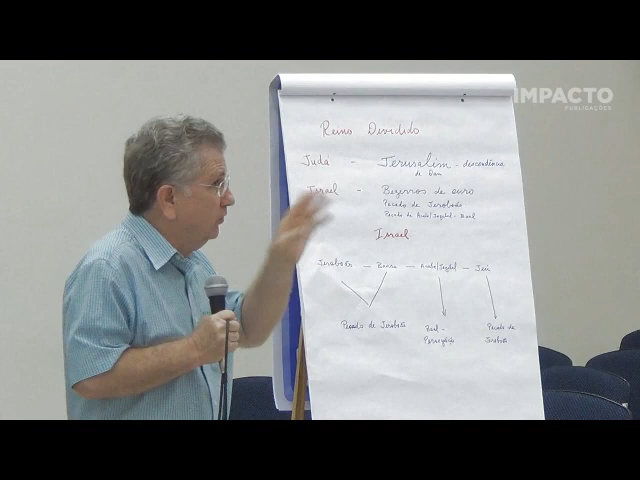 IMPACTO
PUBLICAÇÕES
Reino Dividido
Judá - Jerusalém - descendência
de Davi
Israel - Bezerros de ouro
Pecado de Jeroboão
Pecado de Acabe/Jezabel - Baal
Israel
Jeroboão - Baasa - Acabe/Jezabel - Jeú
Pecado de Jeroboão
Baal -
Perseguição
Pecado de
Jeroboão